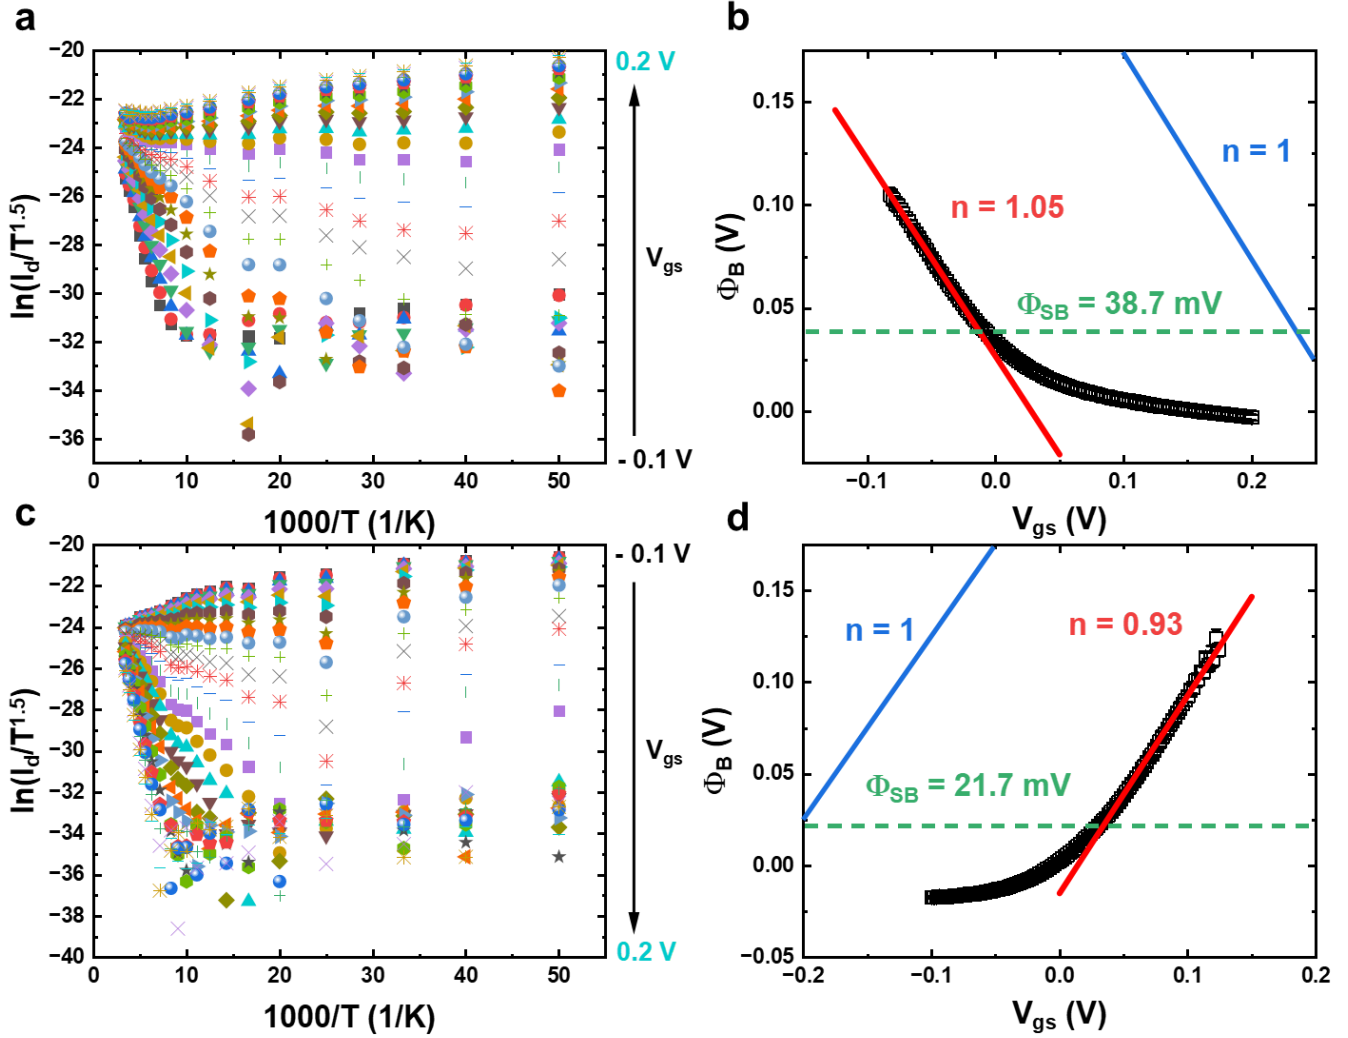 a
ln(I_d/T^1.5)
−20
−22
−24
−26
−28
−30
−32
−34
−36
0
10
20
30
40
50
1000/T (1/K)
0.2 V
V_gs
- 0.1 V
b
Φ_B (V)
0.15
0.10
0.05
0.00
−0.1
0.0
0.1
0.2
V_gs (V)
n = 1
n = 1.05
Φ_SB = 38.7 mV
c
ln(I_d/T^1.5)
−20
−22
−24
−26
−28
−30
−32
−34
−36
−38
−40
0
10
20
30
40
50
1000/T (1/K)
- 0.1 V
V_gs
0.2 V
d
Φ_B (V)
0.15
0.10
0.05
0.00
−0.05
−0.2
−0.1
0.0
0.1
0.2
V_gs (V)
n = 1
n = 0.93
Φ_SB = 21.7 mV